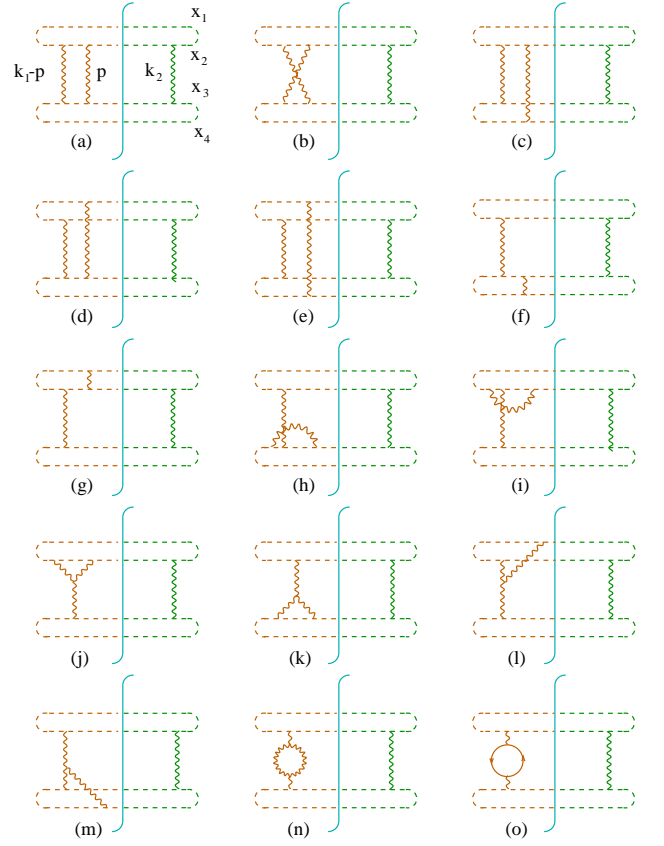 x₁
x₂
k₁-p p k₂ x₃
x₄
(a) (b) (c)
(d) (e) (f)
(g) (h) (i)
(j) (k) (l)
(m) (n) (o)